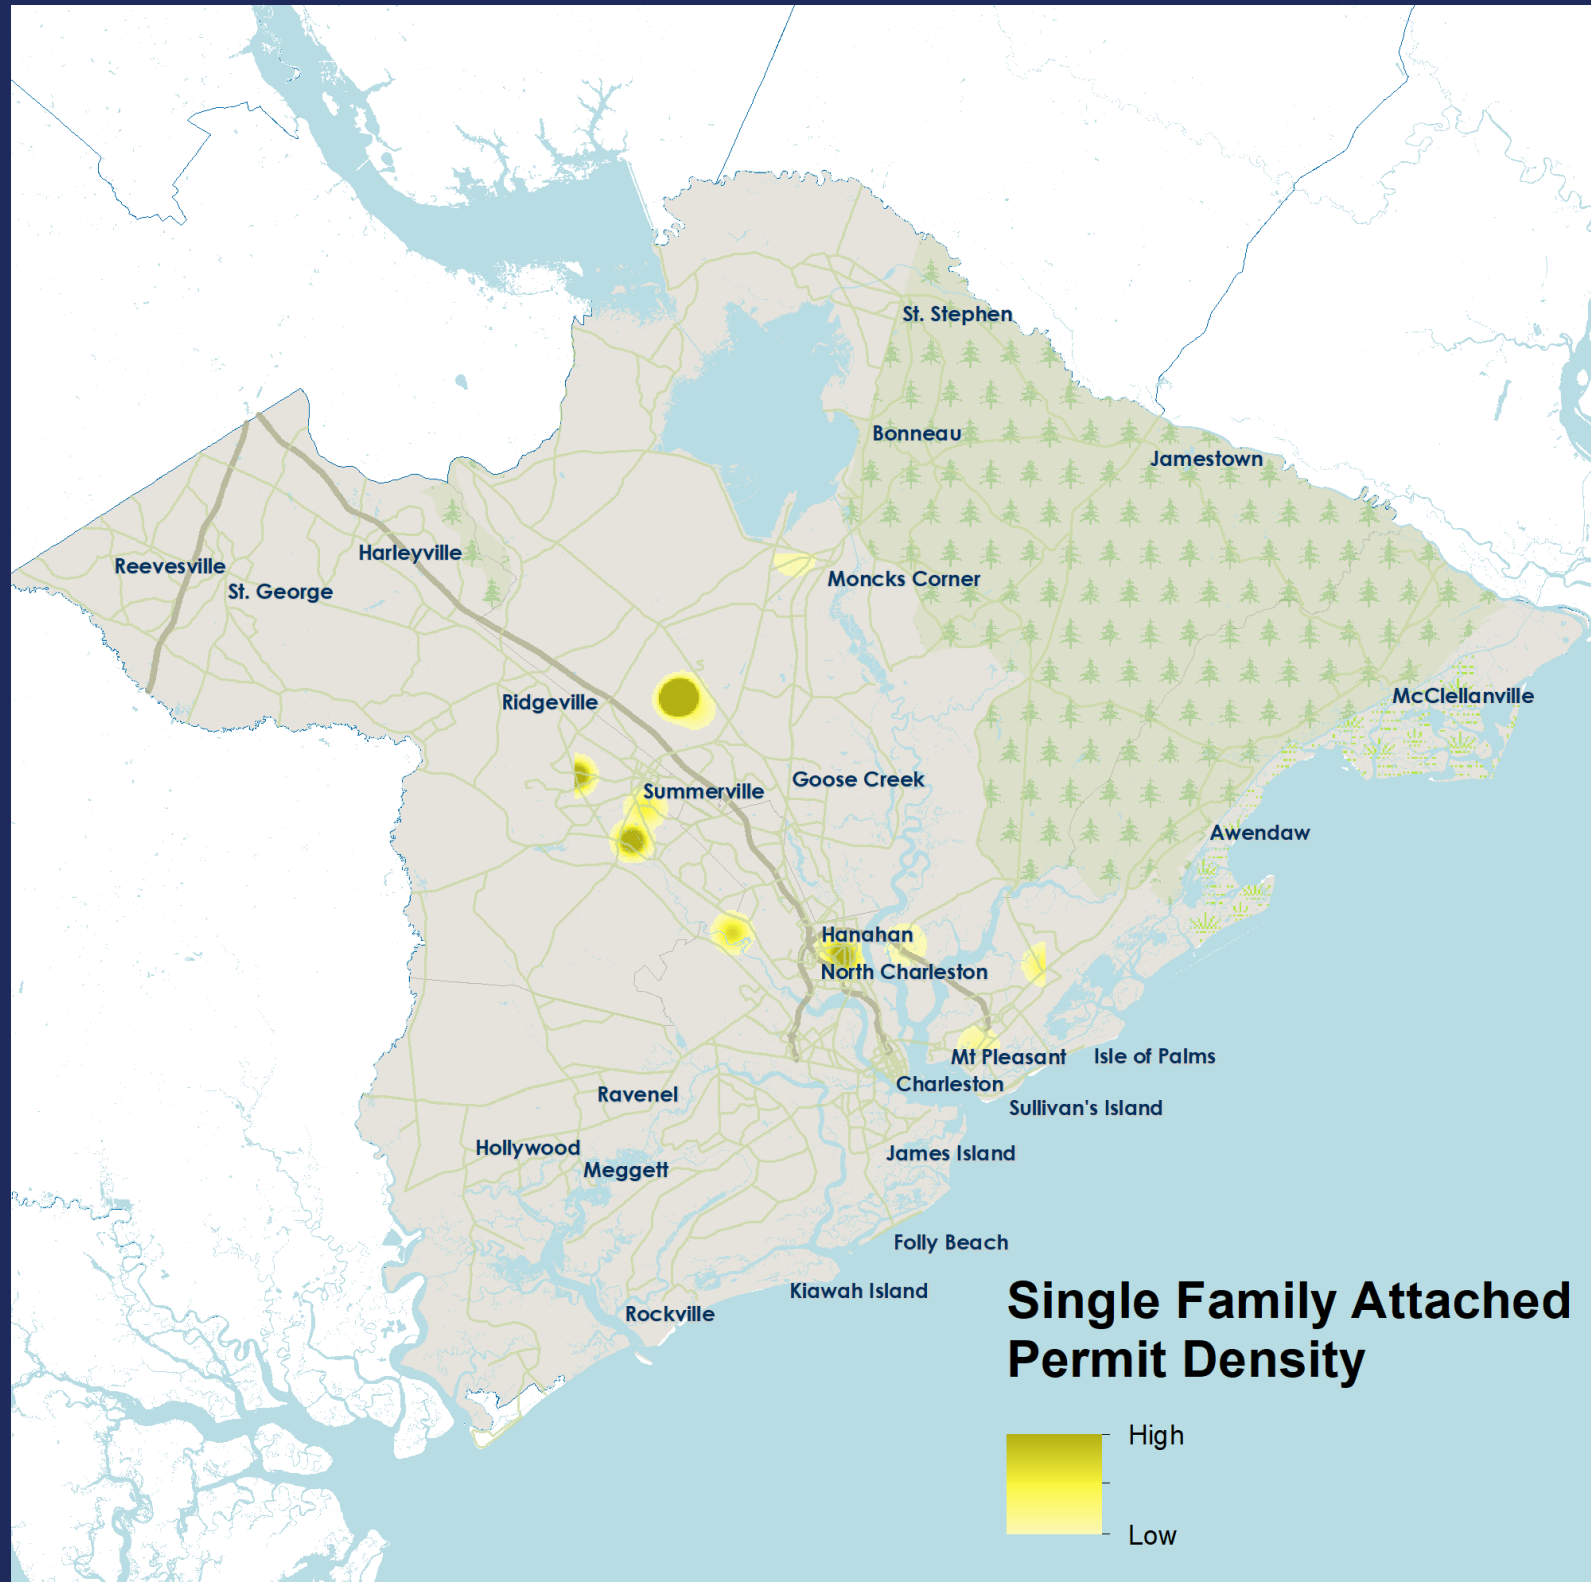 St. Stephen
Bonneau
Jamestown
Harleyville
Reevesville
St. George
Moncks Corner
Ridgeville
McClellanville
Goose Creek
Summerville
Awendaw
Hanahan
North Charleston
Mt Pleasant
Isle of Palms
Charleston
Ravenel
Sullivan's Island
Hollywood
James Island
Meggett
Folly Beach
Kiawah Island
Rockville
Single Family Attached
Permit Density
High
Low